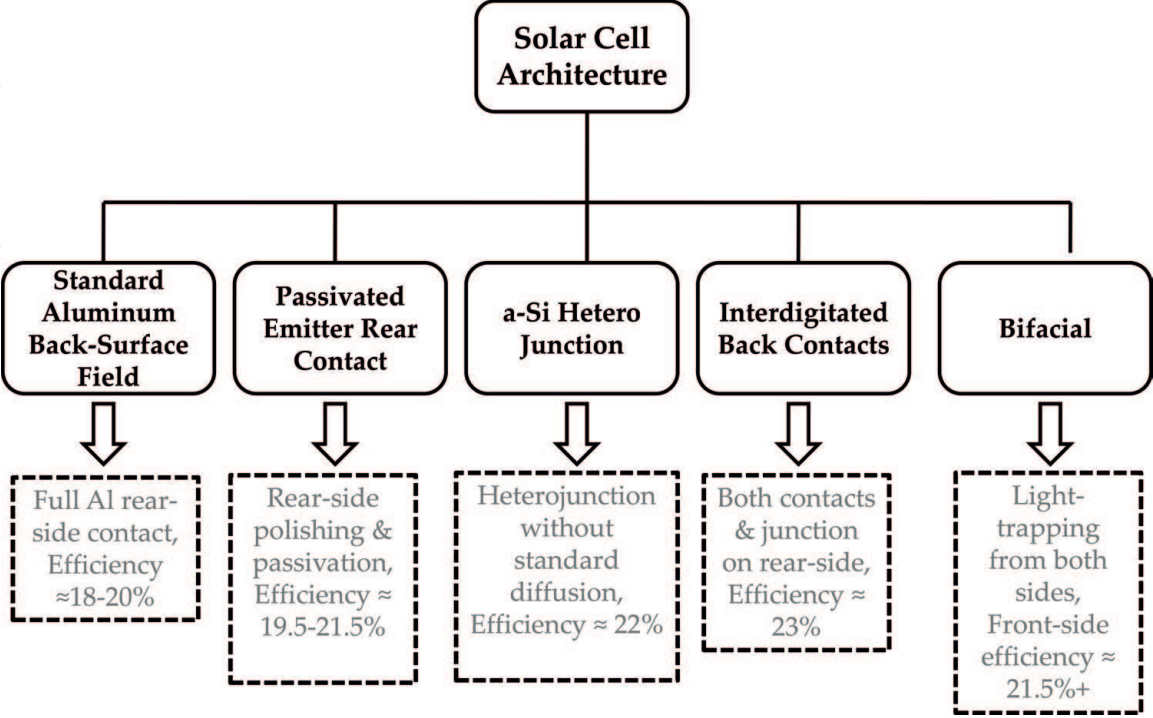 Solar Cell
Architecture
Standard
Aluminum
Back-Surface
Field
Passivated
Emitter Rear
Contact
a-Si Hetero
Junction
Interdigitated
Back Contacts
Bifacial
Full Al rear-
side contact,
Efficiency
≈18-20%
Rear-side
polishing &
passivation,
Efficiency ≈
19.5-21.5%
Heterojunction
without
standard
diffusion,
Efficiency ≈ 22%
Both contacts
& junction
on rear-side,
Efficiency ≈
23%
Light-
trapping
from both
sides,
Front-side
efficiency ≈
21.5%+